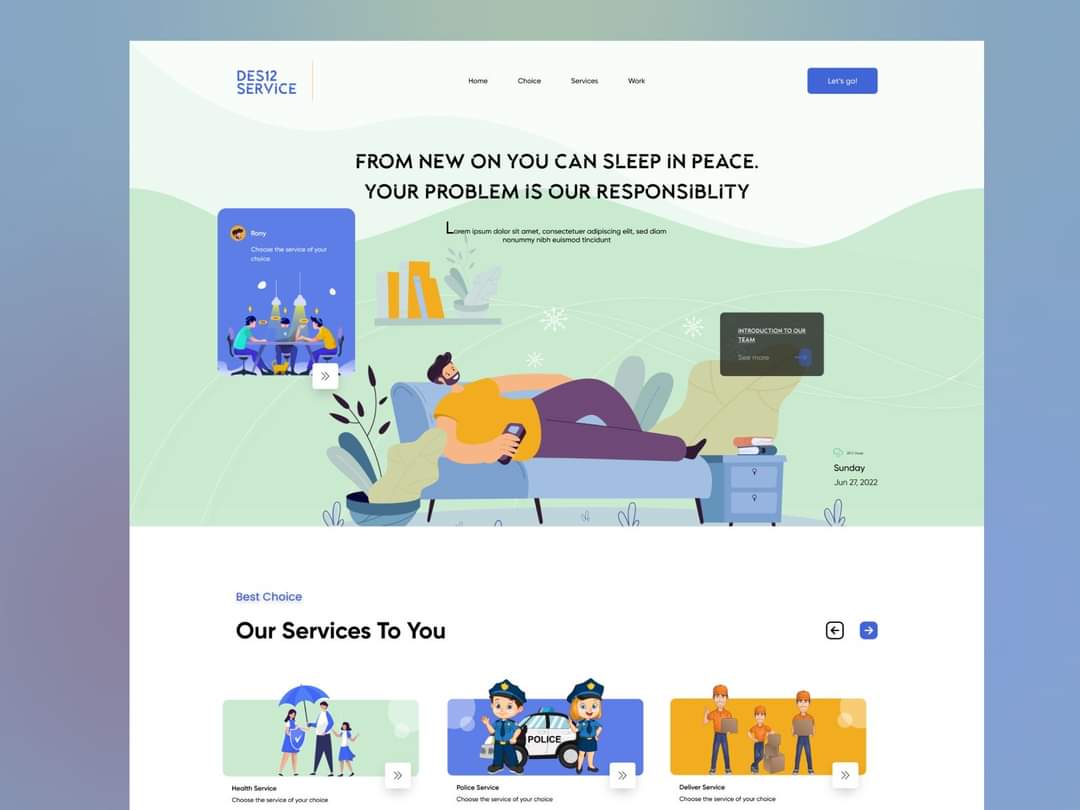 DES12
SERViCE
Home
Choice
Services
Work
Let's go!
FROM NEW ON YOU CAN SLEEP iN PEACE.
YOUR PROBLEM iS OUR RESPONSiBLiTY
Lorem ipsum dolor sit amet, consectetuer adipiscing elit, sed diam
nonummy nibh euismod tincidunt
Rony
Choose the service of your
choice
INTRODUCTION TO OUR
TEAM
See more
Sunday
Jun 27, 2022
Best Choice
Our Services To You
POLICE
Health Service
Choose the service of your choice
Police Service
Choose the service of your choice
Deliver Service
Choose the service of your choice